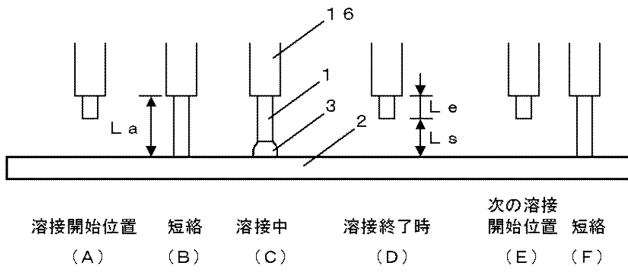 １６
１
３
２
Ｌａ
Ｌｅ
Ｌｓ
溶接開始位置
（Ａ）
短絡
（Ｂ）
溶接中
（Ｃ）
溶接終了時
（Ｄ）
次の溶接
開始位置
（Ｅ）
短絡
（Ｆ）